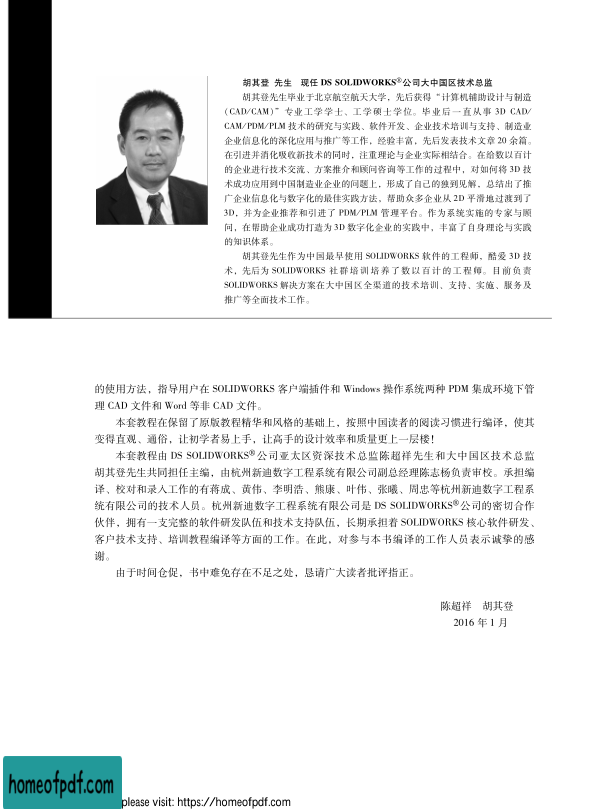 胡其登 先生 现任 DS SOLIDWORKS®公司大中国区技术总监
胡其登先生毕业于北京航空航天大学，先后获得“计算机辅助设计与制造
(CAD/CAM)”专业工学学士、工学硕士学位。毕业后一直从事 3D CAD/
CAM/PDM/PLM 技术的研究与实践、软件开发、企业技术培训与支持、制造业
企业信息化的深化应用与推广等工作，经验丰富，先后发表技术文章 20 余篇。
在引进并消化吸收新技术的同时，注重理论与企业实际相结合。在给数以百计
的企业进行技术交流、方案推介和顾问咨询等工作的过程中，对如何将 3D 技
术成功应用到中国制造业企业的问题上，形成了自己的独到见解，总结出了推
广企业信息化与数字化的最佳实践方法，帮助众多企业从 2D 平滑地过渡到了
3D，并为企业推荐和引进了 PDM/PLM 管理平台。作为系统实施的专家与顾
问，在帮助企业成功打造为 3D 数字化企业的实践中，丰富了自身理论与实践
的知识体系。
胡其登先生作为中国最早使用 SOLIDWORKS 软件的工程师，酷爱 3D 技
术，先后为 SOLIDWORKS 社群培训培养了数以百计的工程师。目前负责
SOLIDWORKS 解决方案在大中国区全渠道的技术培训、支持、实施、服务及
推广等全面技术工作。
的使用方法，指导用户在 SOLIDWORKS 客户端插件和 Windows 操作系统两种 PDM 集成环境下管
理 CAD 文件和 Word 等非 CAD 文件。
本套教程在保留了原版教程精华和风格的基础上，按照中国读者的阅读习惯进行编译，使其
变得直观、通俗，让初学者易上手，让高手的设计效率和质量更上一层楼！
本套教程由 DS SOLIDWORKS®公司亚太区资深技术总监陈超祥先生和大中国区技术总监
胡其登先生共同担任主编，由杭州新迪数字工程系统有限公司副总经理陈志杨负责审校。承担编
译、校对和录入工作的有蒋成、黄伟、李明浩、熊康、叶伟、张曦、周忠等杭州新迪数字工程系
统有限公司的技术人员。杭州新迪数字工程系统有限公司是 DS SOLIDWORKS®公司的密切合作
伙伴，拥有一支完整的软件研发队伍和技术支持队伍，长期承担着 SOLIDWORKS 核心软件研发、
客户技术支持、培训教程编译等方面的工作。在此，对参与本书编译的工作人员表示诚挚的感
谢。
由于时间仓促，书中难免存在不足之处，恳请广大读者批评指正。
陈超祥 胡其登
2016 年 1 月
homeofpdf.com
please visit: https://homeofpdf.com